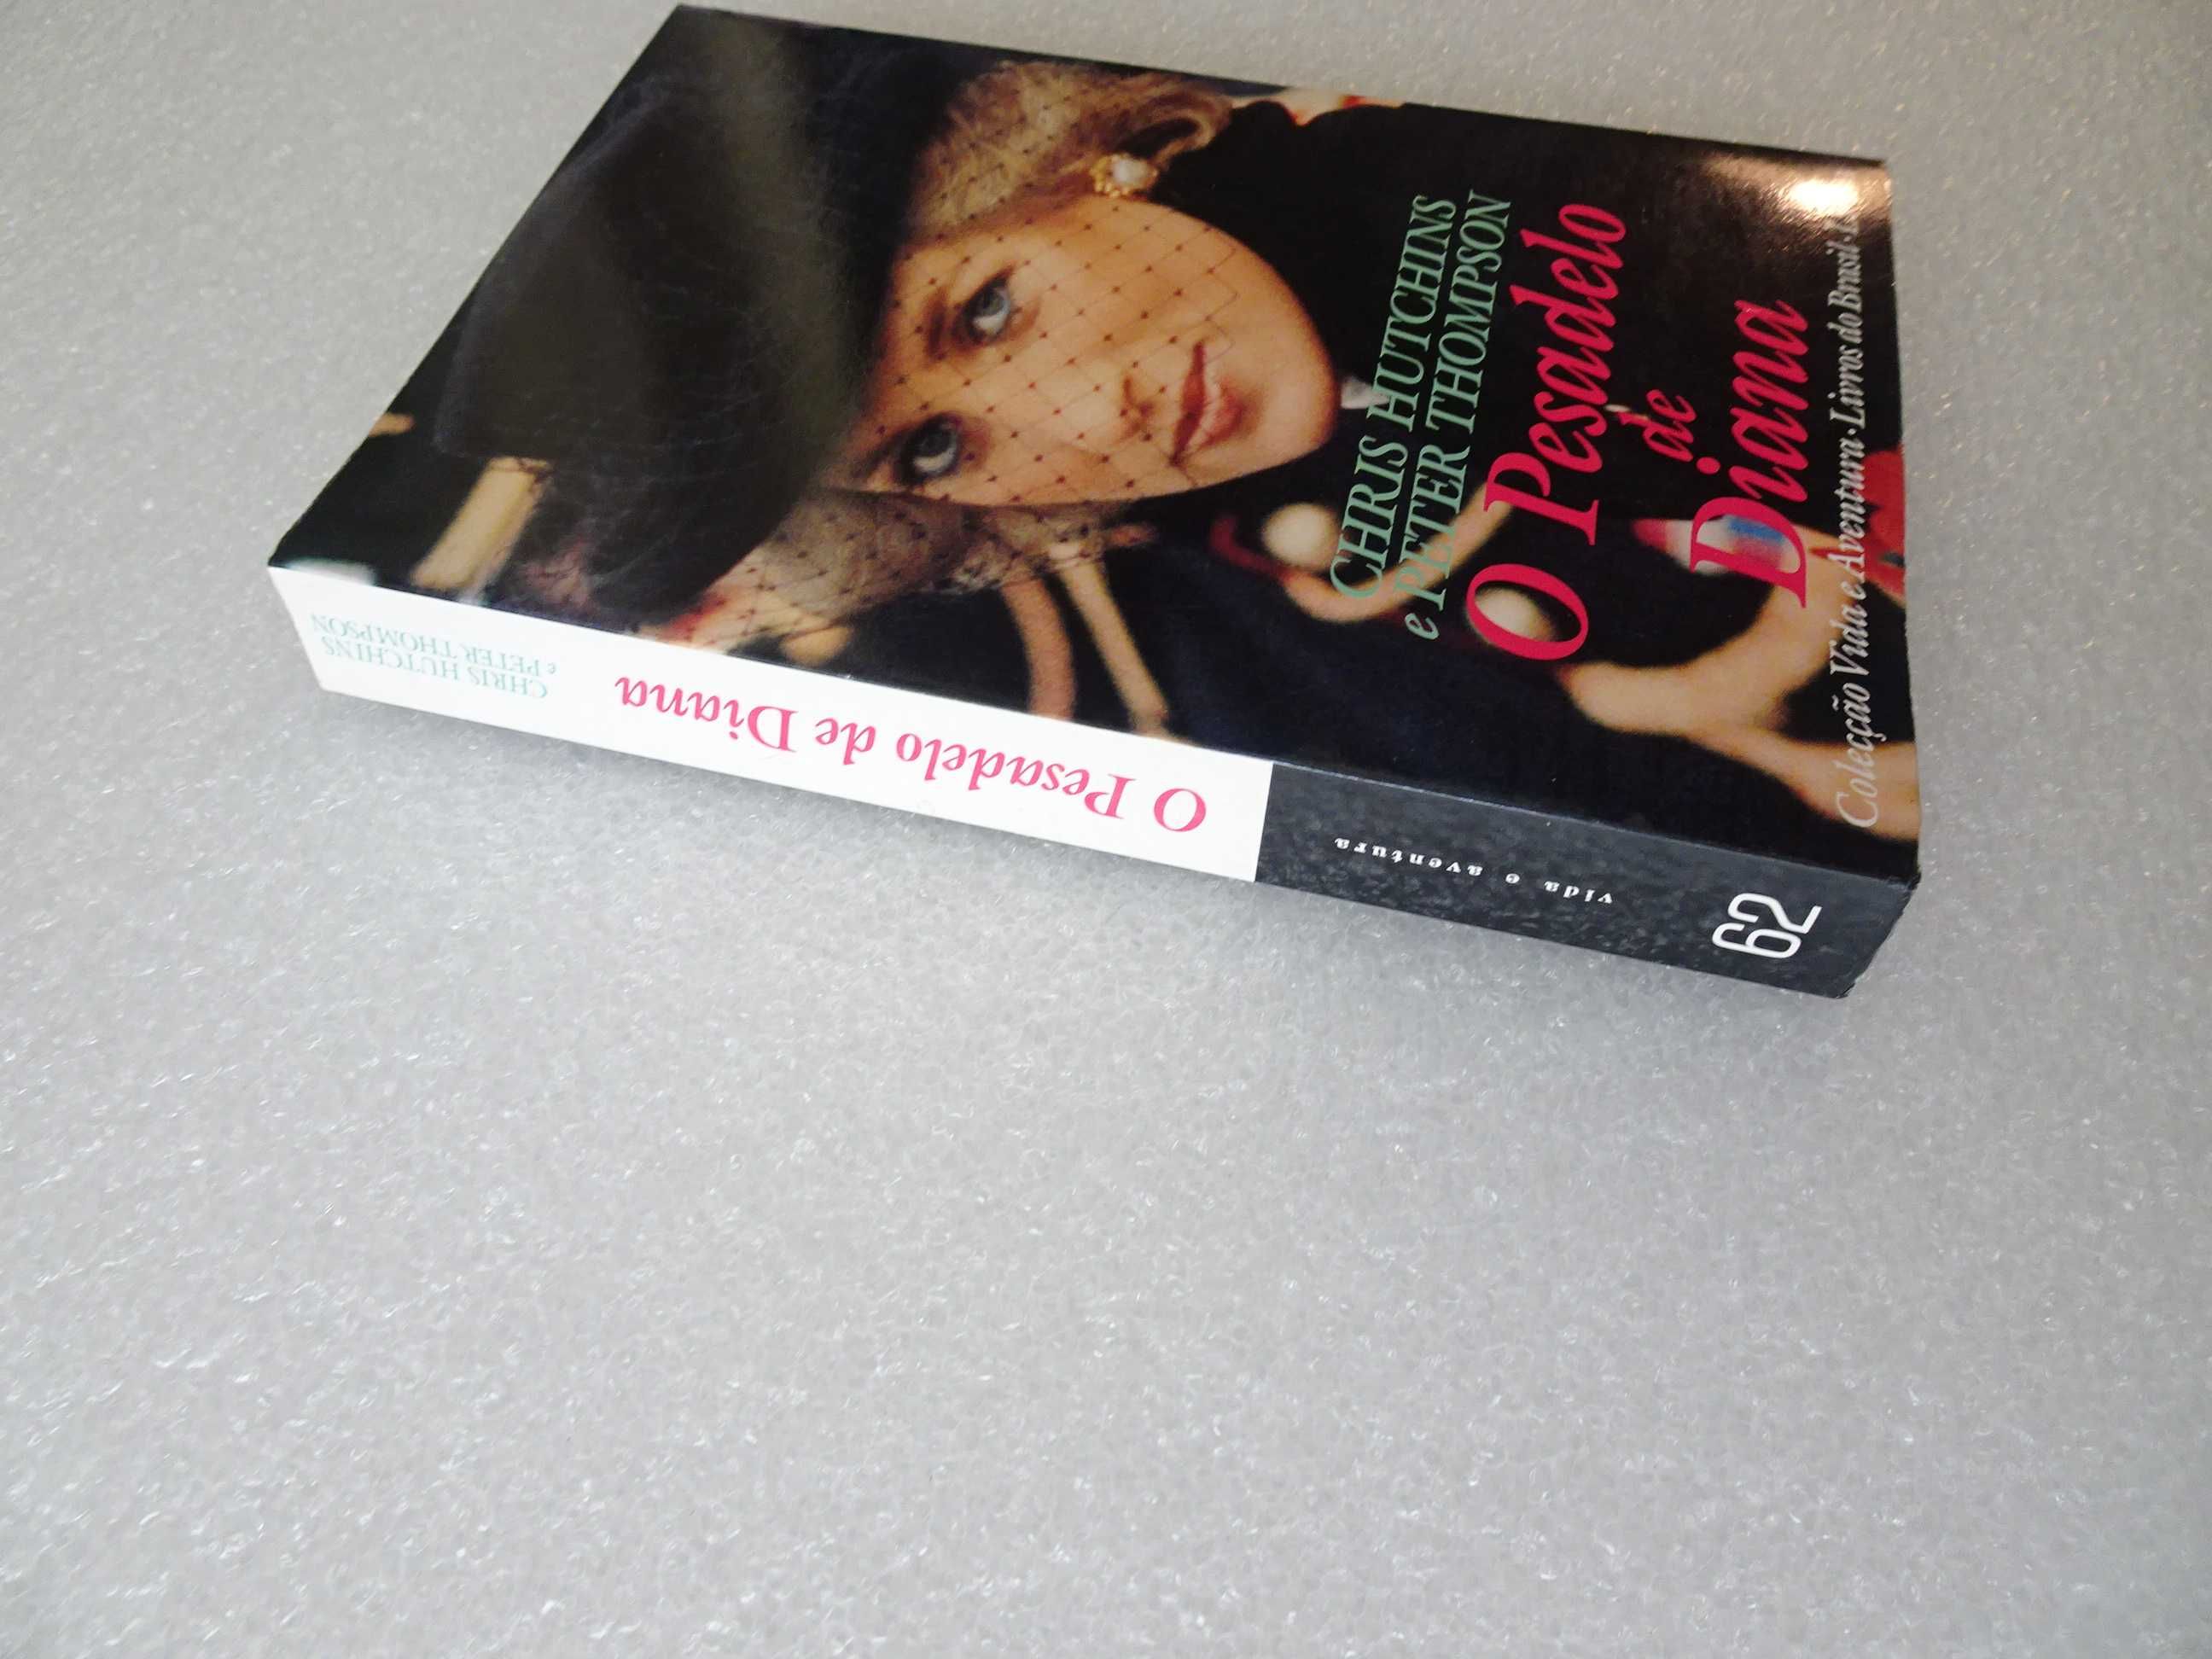 CHRIS HUTCHINS
e PETER THOMPSON
O Pesadelo
de
Diana
Colecção Vida e Aventura · Livros do Brasil ·
CHRIS HUTCHINS
e PETER THOMPSON
O Pesadelo de Diana
vida e aventura
62